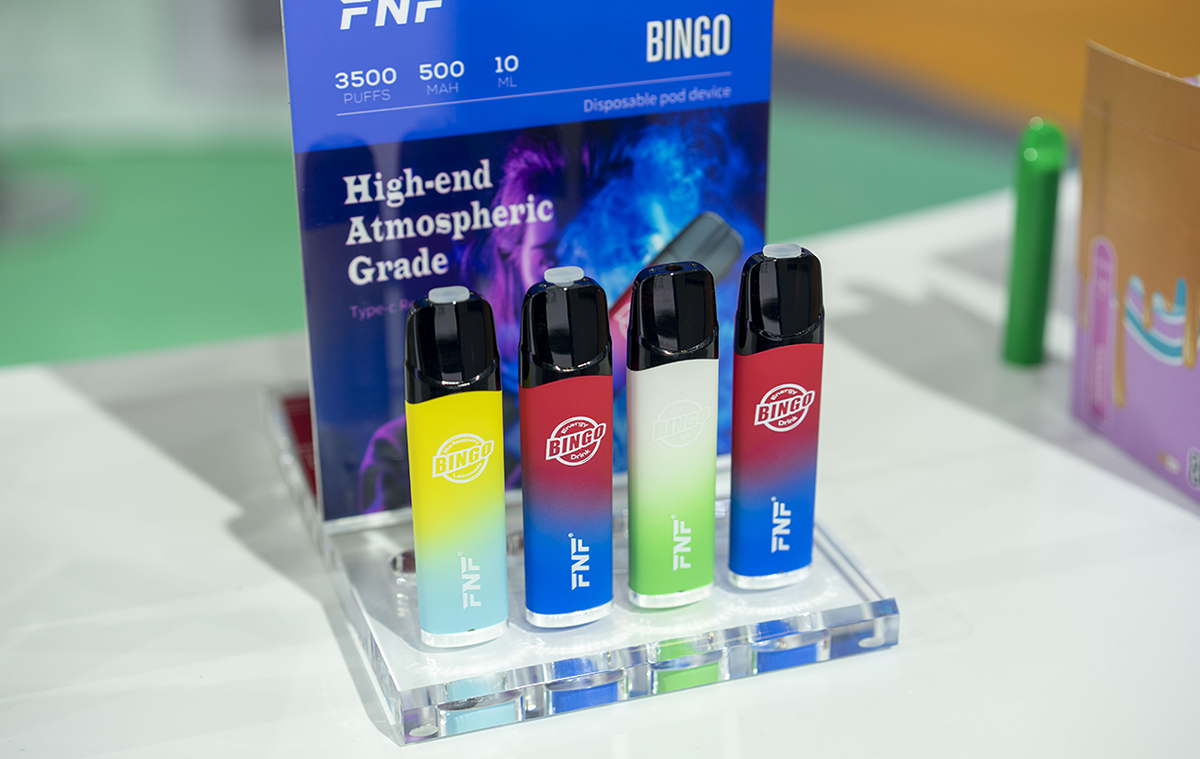 FNF
BINGO
3500 500 10
PUFFS MAH ML
Disposable pod device
High-end
Atmospheric
Grade
Type-c
BINGO
FNF
Energy
BINGO
Drink
FNF
BINGO
FNF
Energy
BINGO
Drink
FNF